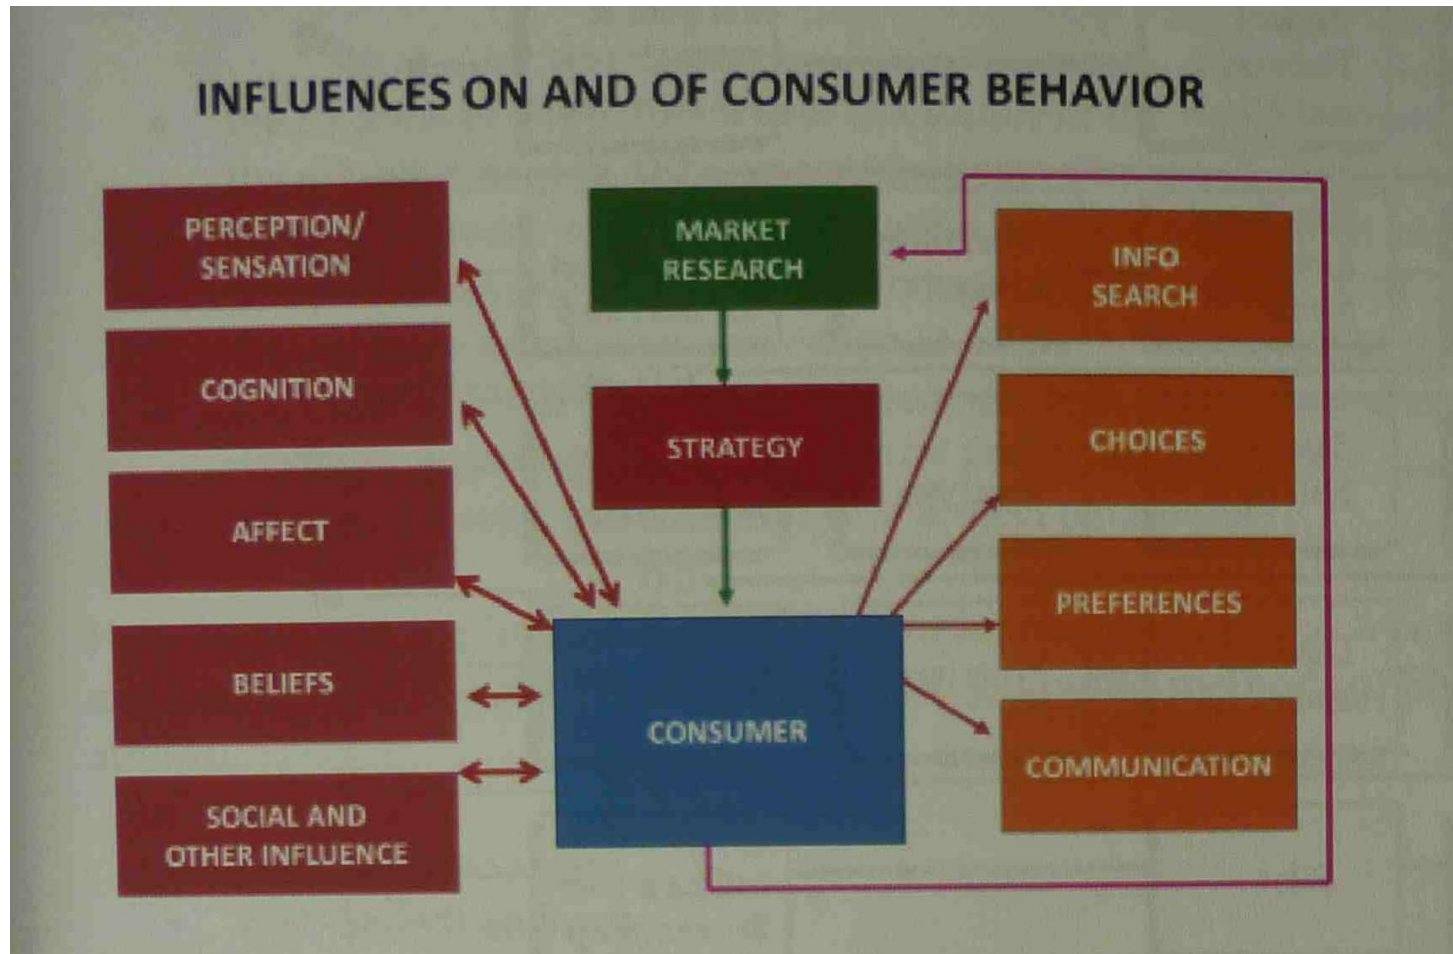 INFLUENCES ON AND OF CONSUMER BEHAVIOR
PERCEPTION/
SENSATION
COGNITION
AFFECT
BELIEFS
SOCIAL AND
OTHER INFLUENCE
MARKET
RESEARCH
STRATEGY
CONSUMER
INFO
SEARCH
CHOICES
PREFERENCES
COMMUNICATION